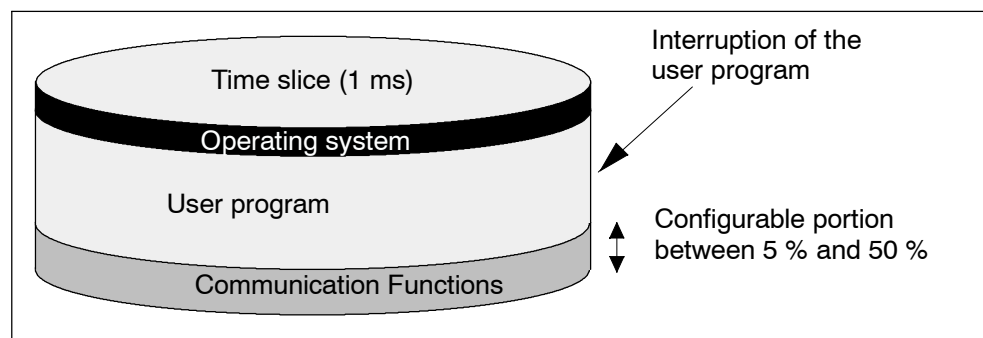 Interruption of the
user program
Time slice (1 ms)
Operating system
User program
Configurable portion
between 5 % and 50 %
Communication Functions